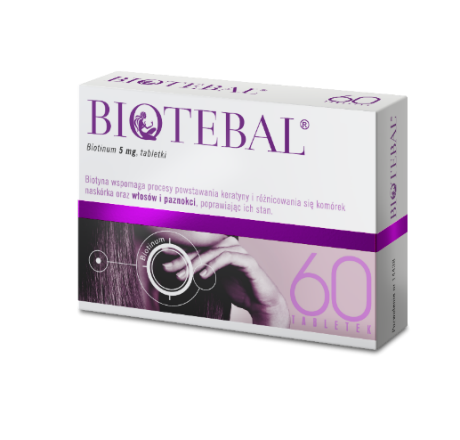 BIOTEBAL
60
BIOTEBAL®
Biotinum 5 mg, tabletki
Biotyna wspomaga procesy powstawania keratyny i różnicowania się komórek
naskórka oraz włosów i paznokci, poprawiając ich stan.
Biotinum
60
TABLETEK
BIOTEBAL